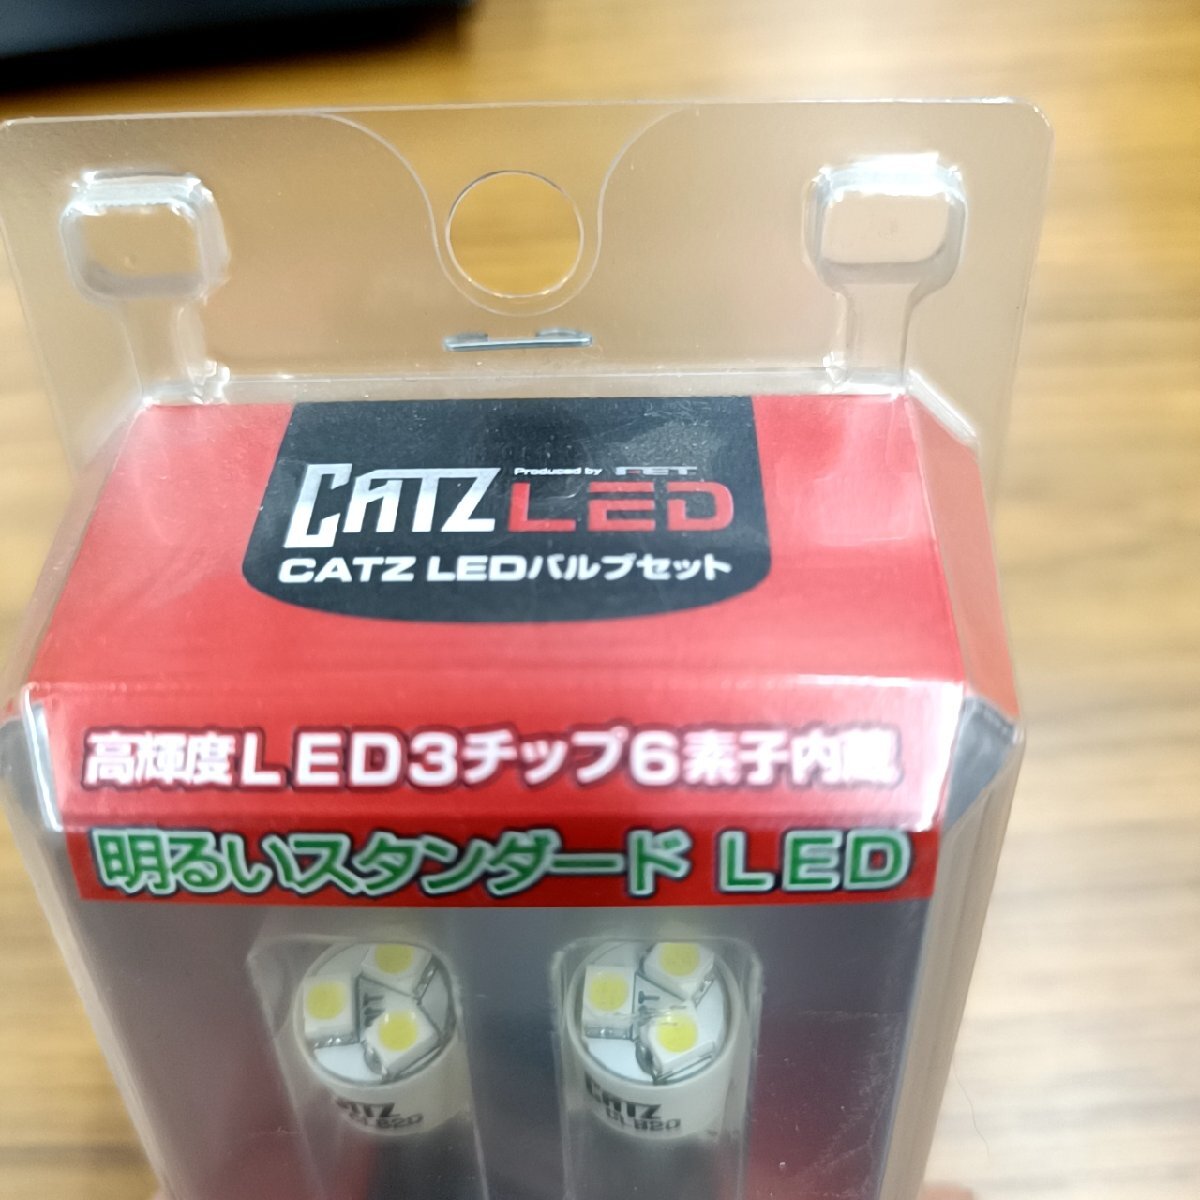 CATZ LED
Produced by FET
CATZ LEDバルブセット
高輝度LED3チップ6素子内蔵
明るいスタンダード LED
CATZ
CATZ